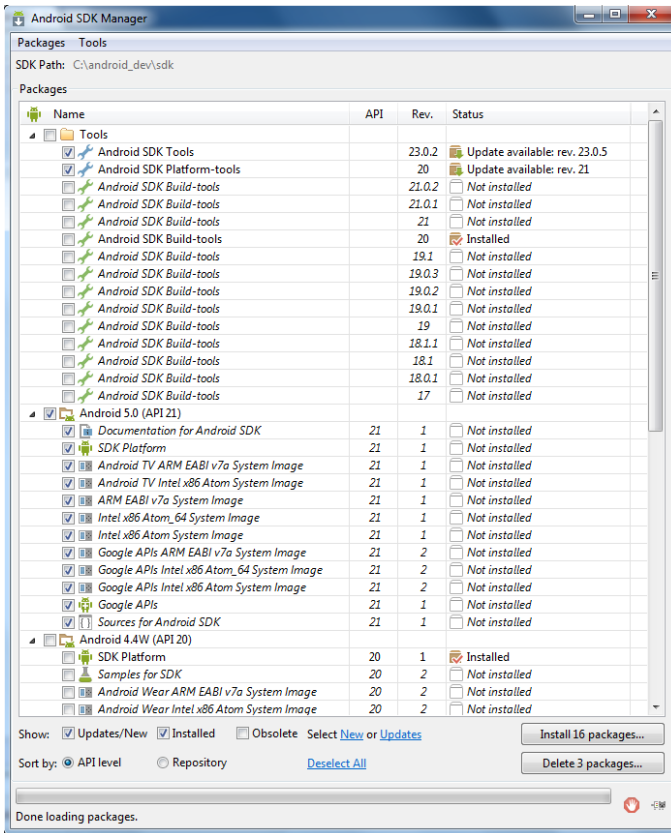 Android SDK Manager
Packages Tools
SDK Path: C:\android_dev\sdk
Packages
Name API Rev. Status
Tools
Android SDK Tools 23.0.2 Update available: rev. 23.0.5
Android SDK Platform-tools 20 Update available: rev. 21
Android SDK Build-tools 21.0.2 Not installed
Android SDK Build-tools 21.0.1 Not installed
Android SDK Build-tools 21 Not installed
Android SDK Build-tools 20 Installed
Android SDK Build-tools 19.1 Not installed
Android SDK Build-tools 19.0.3 Not installed
Android SDK Build-tools 19.0.2 Not installed
Android SDK Build-tools 19.0.1 Not installed
Android SDK Build-tools 19 Not installed
Android SDK Build-tools 18.1.1 Not installed
Android SDK Build-tools 18.1 Not installed
Android SDK Build-tools 18.0.1 Not installed
Android SDK Build-tools 17 Not installed
Android 5.0 (API 21)
Documentation for Android SDK 21 1 Not installed
SDK Platform 21 1 Not installed
Android TV ARM EABI v7a System Image 21 1 Not installed
Android TV Intel x86 Atom System Image 21 1 Not installed
ARM EABI v7a System Image 21 1 Not installed
Intel x86 Atom_64 System Image 21 1 Not installed
Intel x86 Atom System Image 21 1 Not installed
Google APIs ARM EABI v7a System Image 21 2 Not installed
Google APIs Intel x86 Atom_64 System Image 21 2 Not installed
Google APIs Intel x86 Atom System Image 21 2 Not installed
Google APIs 21 1 Not installed
Sources for Android SDK 21 1 Not installed
Android 4.4W (API 20)
SDK Platform 20 1 Installed
Samples for SDK 20 2 Not installed
Android Wear ARM EABI v7a System Image 20 2 Not installed
Android Wear Intel x86 Atom System Image 20 2 Not installed
Show: Updates/New Installed Obsolete Select New or Updates Install 16 packages...
Sort by: API level Repository Deselect All Delete 3 packages...
Done loading packages.